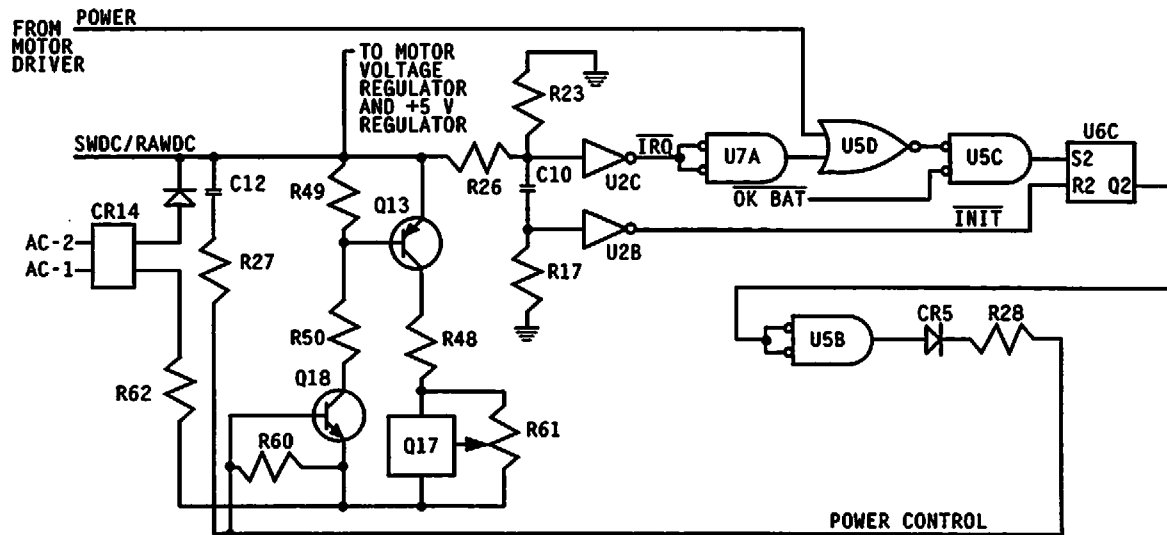 POWER
FROM
MOTOR
DRIVER
TO MOTOR
VOLTAGE
REGULATOR
AND +5 V
REGULATOR
R23
SWDC/RAWDC
IRQ
U7A
U5D
U5C
U6C
S2
R2 Q2
C12
R49
R26
C10
U2C
OK BAT
CR14
Q13
INIT
AC-2
AC-1
R27
U2B
R17
R50
R48
U5B
CR5
R28
R62
Q18
R60
Q17
R61
POWER CONTROL